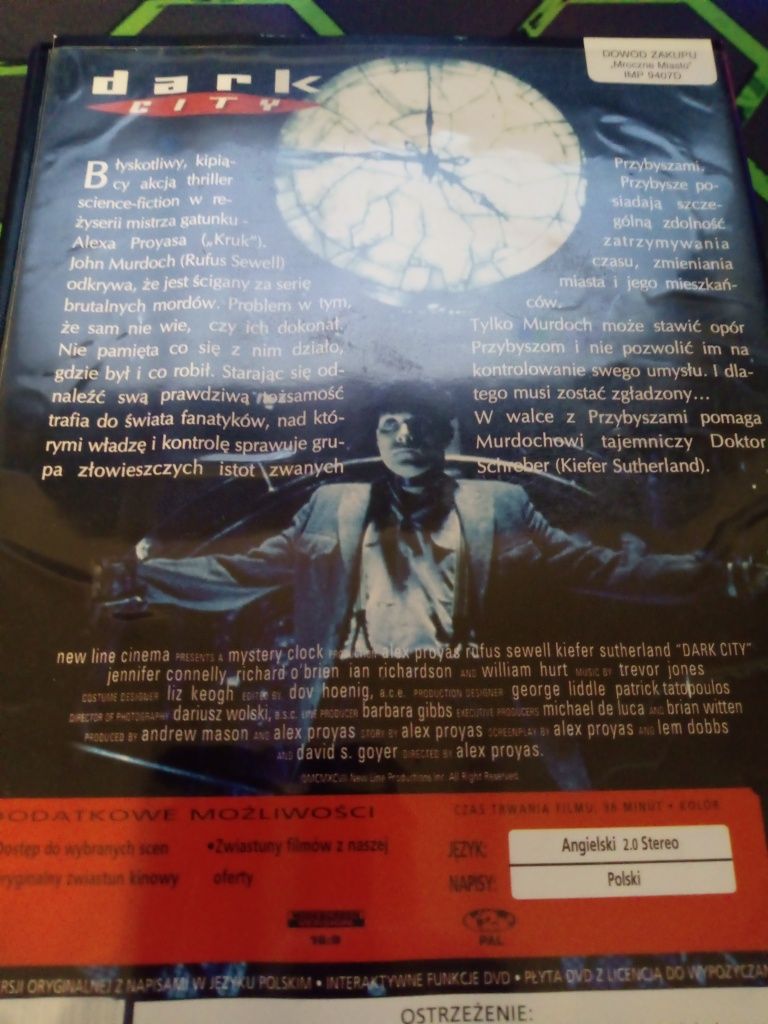 DOWÓD ZAKUPU
„Mroczne Miasto"
IMP 9407D
dark
CITY
Błyskotliwy, kipią-
cy akcją thriller
science-fiction w re-
żyserii mistrza gatunku -
Alexa Proyasa („Kruk").
John Murdoch (Rufus Sewell)
odkrywa, że jest ścigany za serię
brutalnych mordów. Problem w tym,
że sam nie wie, czy ich dokonał.
Nie pamięta co się z nim działo,
gdzie był i co robił. Starając się od-
naleźć swą prawdziwą tożsamość
trafia do świata fanatyków, nad któ-
rymi władzę i kontrolę sprawuje gru-
pa złowieszczych istot zwanych
Przybyszami.
Przybysze po-
siadają szcze-
gólną zdolność
zatrzymywania
czasu, zmieniania
miasta i jego mieszkań-
ców.
Tylko Murdoch może stawić opór
Przybyszom i nie pozwolić im na
kontrolowanie swego umysłu. I dla-
tego musi zostać zgładzony...
W walce z Przybyszami pomaga
Murdochowi tajemniczy Doktor
Schreber (Kiefer Sutherland).
new line cinema PRESENTS A mystery clock PRODUCTION alex proyas rufus sewell kiefer sutherland "DARK CITY"
jennifer connelly, richard o'brien ian richardson AND william hurt MUSIC BY trevor jones
COSTUME DESIGNER liz keogh EDITED BY dov hoenig, a.c.e. PRODUCTION DESIGNER george liddle patrick tatopoulos
DIRECTOR OF PHOTOGRAPHY dariusz wolski, a.s.c. LINE PRODUCER barbara gibbs EXECUTIVE PRODUCERS michael de luca AND brian witten
PRODUCED BY andrew mason AND alex proyas STORY BY alex proyas SCREENPLAY BY alex proyas AND lem dobbs
AND david s. goyer DIRECTED BY alex proyas.
New Line Productions Inc. All Right Reserved
DODATKOWE MOŻLIWOŚCI
Dostęp do wybranych scen
oryginalny zwiastun kinowy
•Zwiastuny filmów z naszej
oferty
CZAS TRWANIA FILMU: 96 MINUT • KOLOR
JĘZYK: Angielski 2.0 Stereo
NAPISY: Polski
WIDESCREEN
16:9
PAL
RSJI ORYGINALNEJ Z NAPISAMI W JĘZYKU POLSKIM • INTERAKTYWNE FUNKCJE DVD • PŁYTA DVD Z LICENCJĄ DO WYPOŻYCZAN
OSTRZEŻENIE: